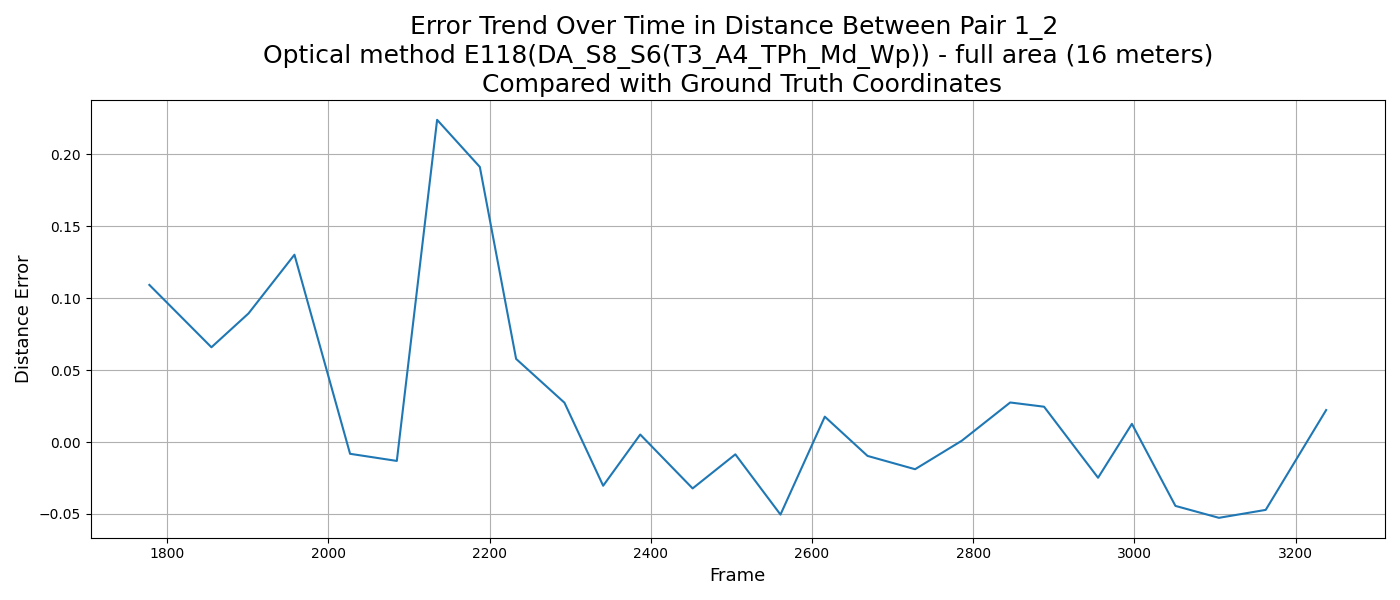 Error Trend Over Time in Distance Between Pair 1_2
Optical method E118(DA_S8_S6(T3_A4_TPh_Md_Wp)) - full area (16 meters)
Compared with Ground Truth Coordinates
Distance Error
0.20
0.15
0.10
0.05
0.00
−0.05
1800 2000 2200 2400 2600 2800 3000 3200
Frame